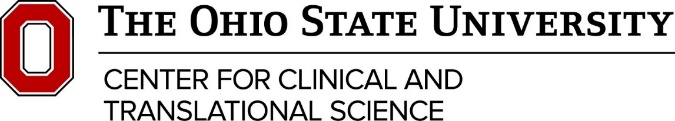 THE OHIO STATE UNIVERSITY
CENTER FOR CLINICAL AND
TRANSLATIONAL SCIENCE